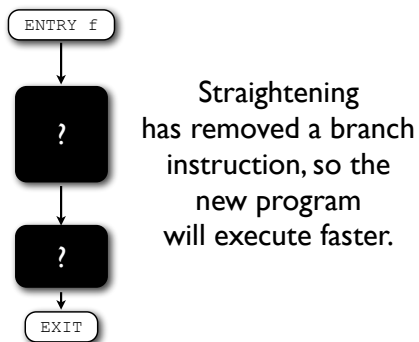 ENTRY f
?
?
EXIT
Straightening
has removed a branch
instruction, so the
new program
will execute faster.